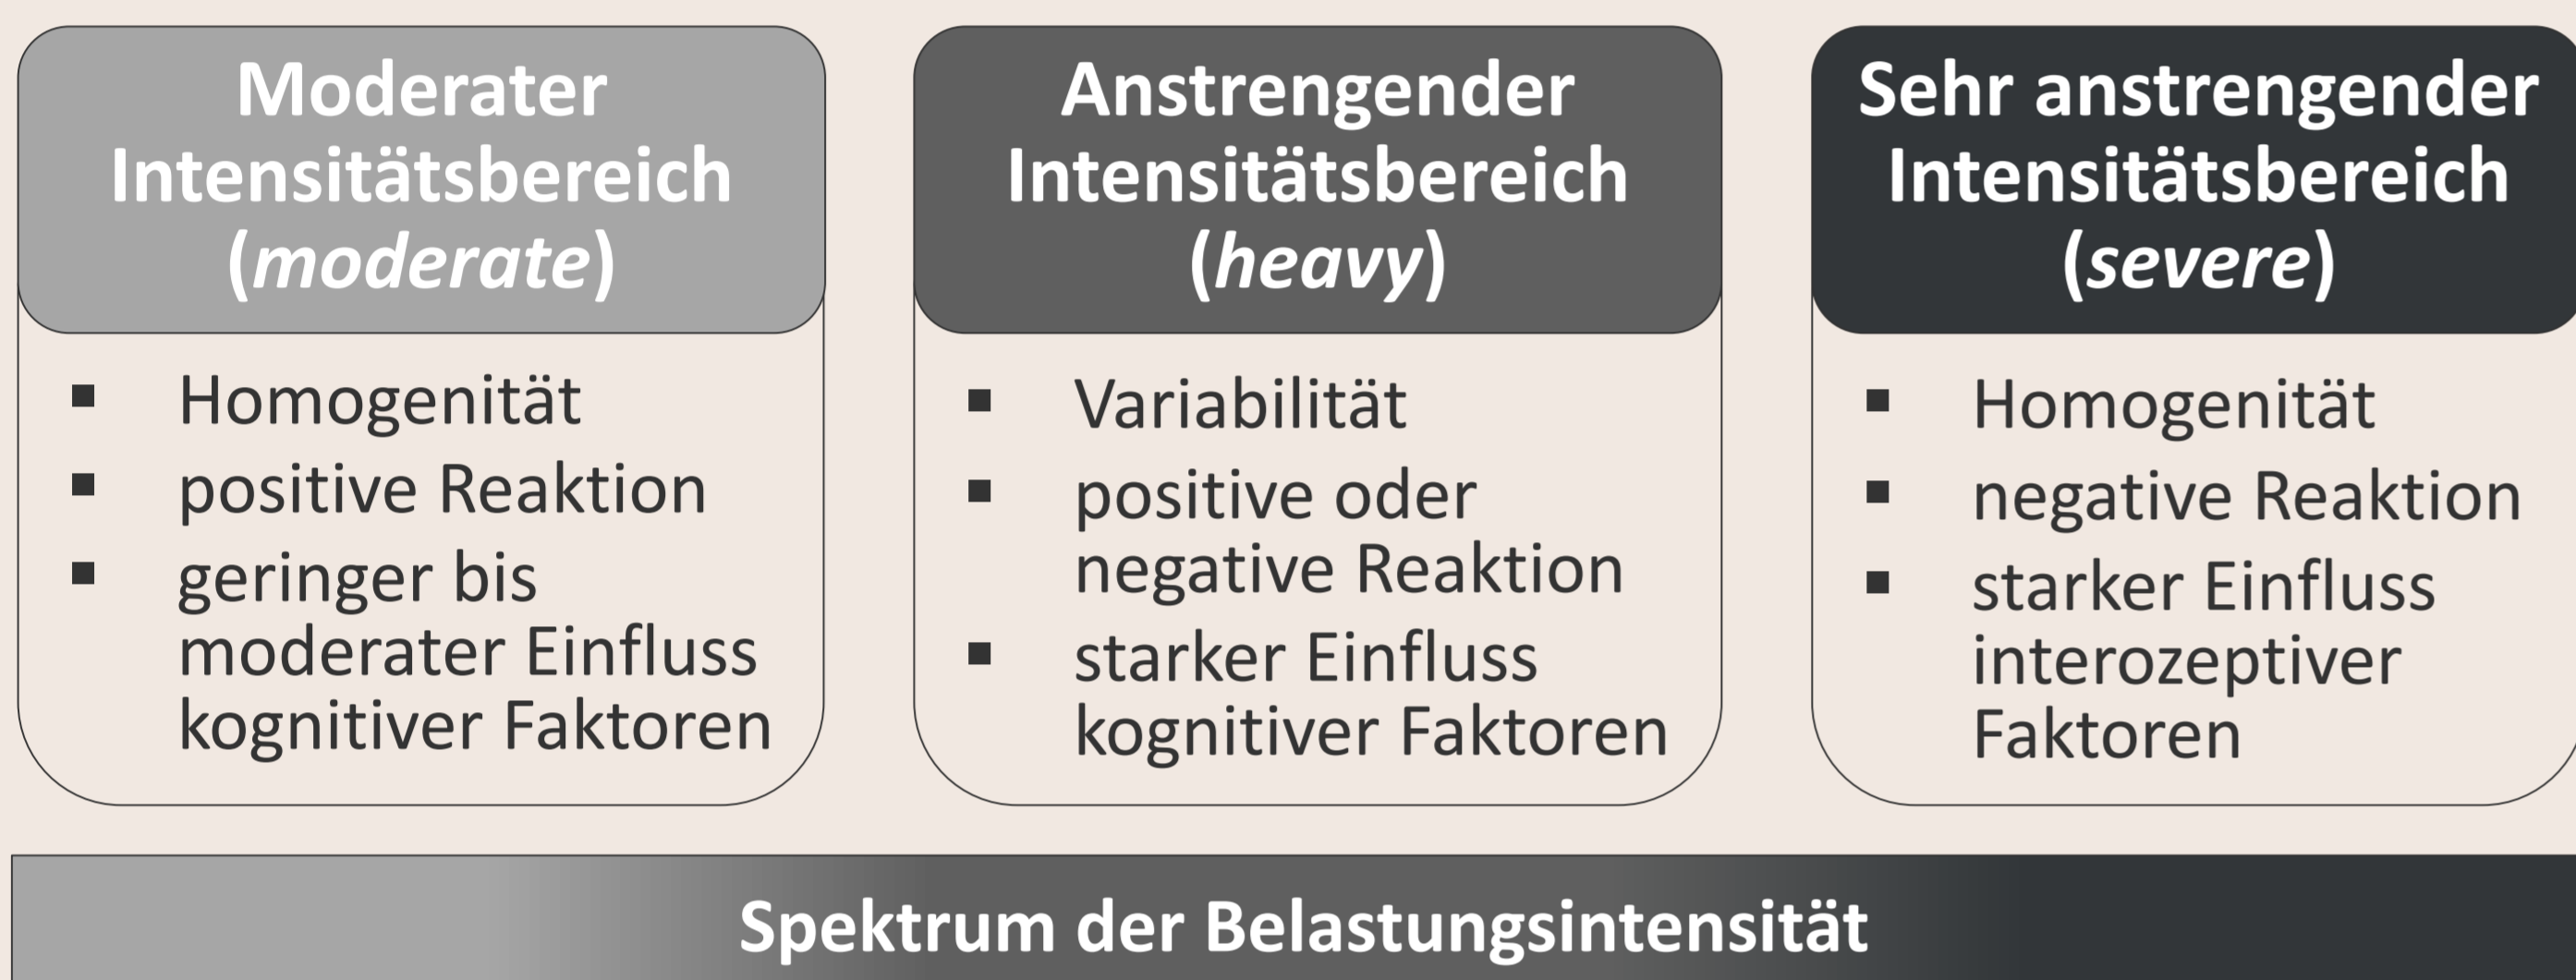 Moderater
Intensitätsbereich
(moderate)
Homogenität
positive Reaktion
geringer bis
moderater Einfluss
kognitiver Faktoren
Anstrengender
Intensitätsbereich
(heavy)
Variabilität
positive oder
negative Reaktion
starker Einfluss
kognitiver Faktoren
Sehr anstrengender
Intensitätsbereich
(severe)
Homogenität
negative Reaktion
starker Einfluss
interozeptiver
Faktoren
Spektrum der Belastungsintensität